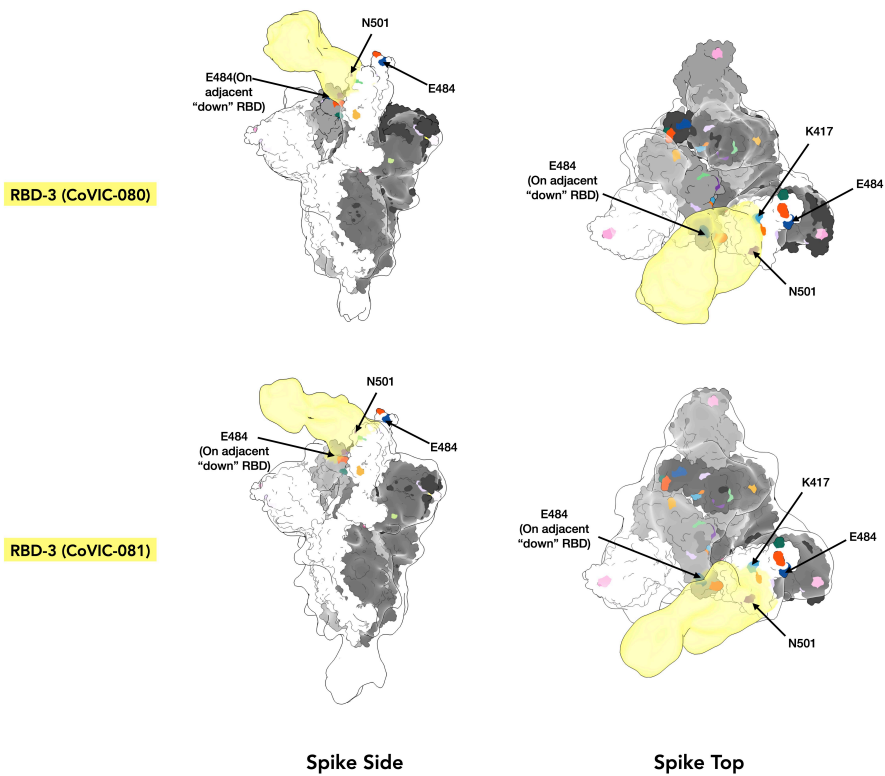 N501
E484(On
adjacent
“down” RBD)
E484
K417
E484
(On adjacent
“down” RBD)
E484
N501
RBD-3 (CoVIC-080)
N501
E484
(On adjacent
“down” RBD)
E484
K417
E484
(On adjacent
“down” RBD)
E484
N501
RBD-3 (CoVIC-081)
Spike Side
Spike Top